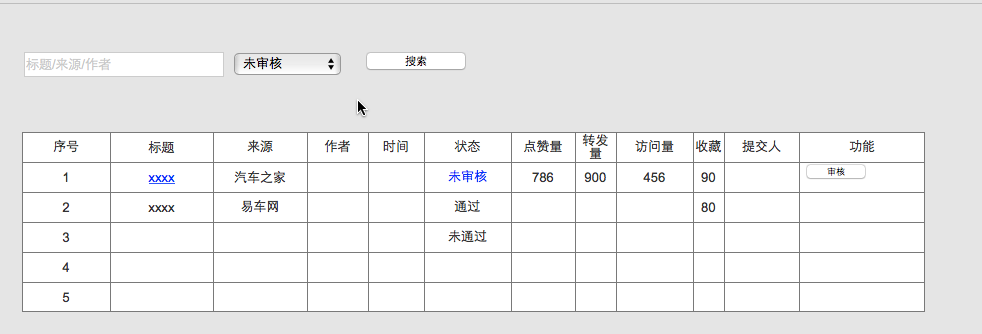 标题/来源/作者 未审核 搜索
序号 标题 来源 作者 时间 状态 点赞量 转发量 访问量 收藏 提交人 功能
1 xxxx 汽车之家 未审核 786 900 456 90 审核
2 xxxx 易车网 通过 80
3 未通过
4
5